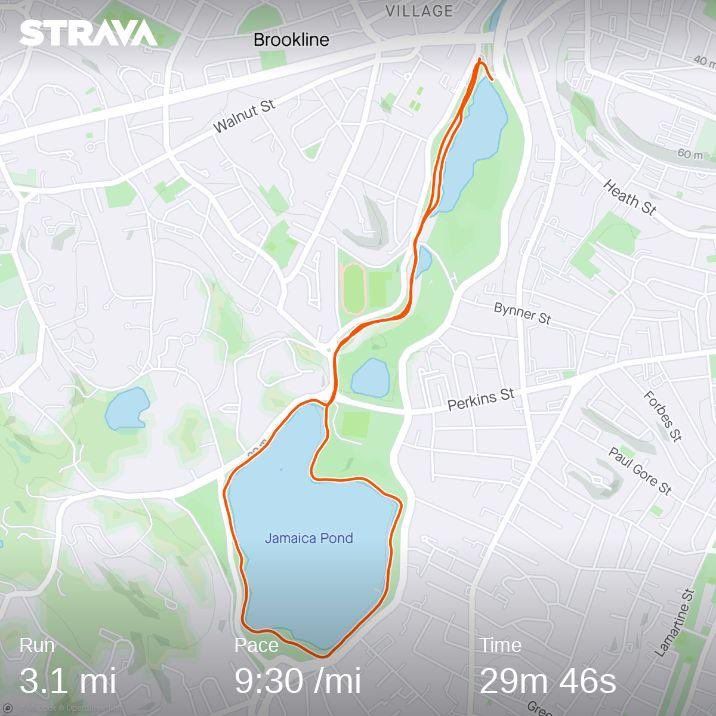 STRAVA
VILLAGE
Brookline
40 m
Walnut St
60 m
Heath St
Bynner St
Perkins St
Forbes St
Paul Gore St
Jamaica Pond
Lamartine St
Run
Pace
Time
3.1 mi
9:30 /mi
29m 46s